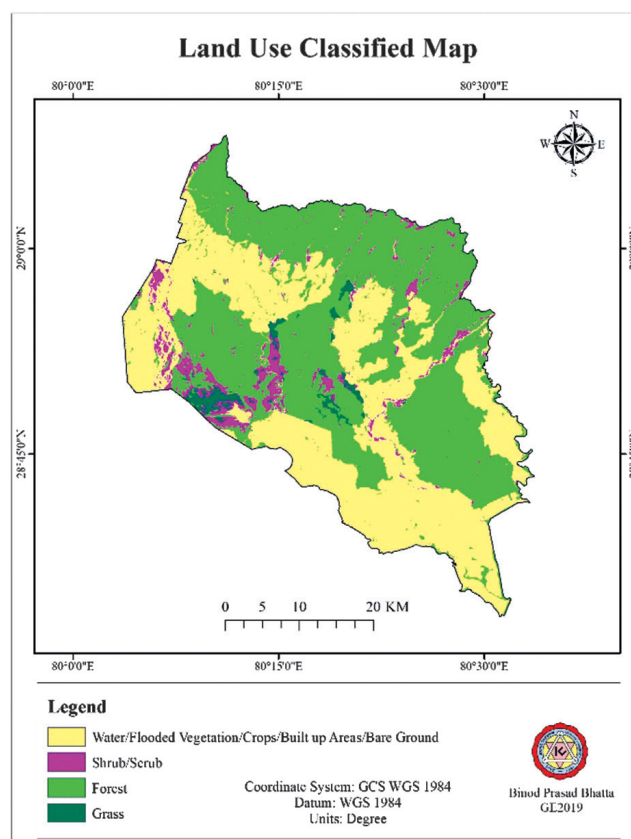 Land Use Classified Map
80°0'0"E 80°15'0"E 80°30'0"E
N
W E
S
29°0'0"N
28°45'0"N
0 5 10 20 KM
80°0'0"E 80°15'0"E 80°30'0"E
Legend
Water/Flooded Vegetation/Crops/Built up Areas/Bare Ground
Shrub/Scrub
Forest
Grass
Coordinate System: GCS WGS 1984
Datum: WGS 1984
Units: Degree
Binod Prasad Bhatta
GE2019